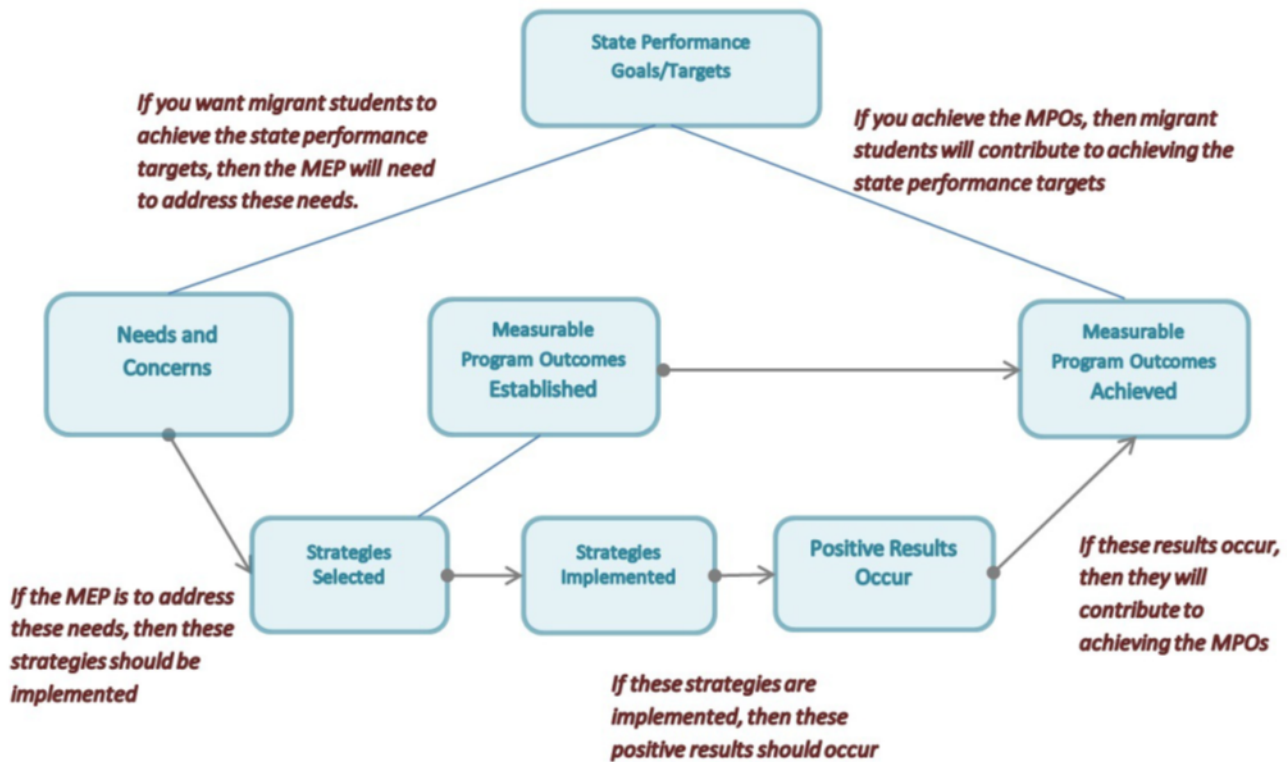 State Performance
Goals/Targets
If you want migrant students to
achieve the state performance
targets, then the MEP will need
to address these needs.
If you achieve the MPOs, then migrant
students will contribute to achieving the
state performance targets
Needs and
Concerns
Measurable
Program Outcomes
Established
Measurable
Program Outcomes
Achieved
Strategies
Selected
Strategies
Implemented
Positive Results
Occur
If the MEP is to address
these needs, then these
strategies should be
implemented
If these strategies are
implemented, then these
positive results should occur
If these results occur,
then they will
contribute to
achieving the MPOs